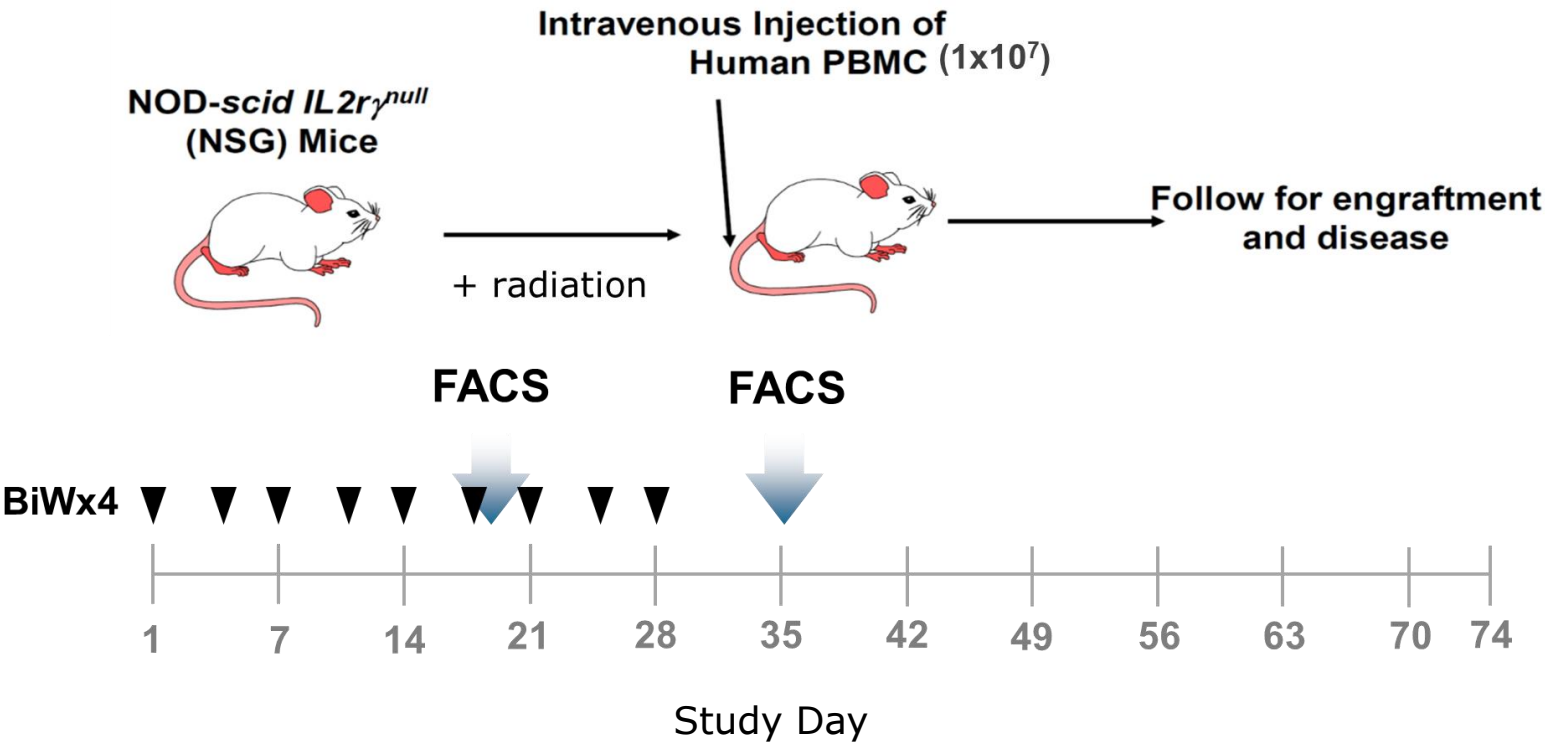 Intravenous Injection of
Human PBMC (1x10⁷)
NOD-scid IL2rγⁿᵘˡˡ
(NSG) Mice
+ radiation
Follow for engraftment
and disease
FACS
FACS
BiWx4
1 7 14 21 28 35 42 49 56 63 70 74
Study Day